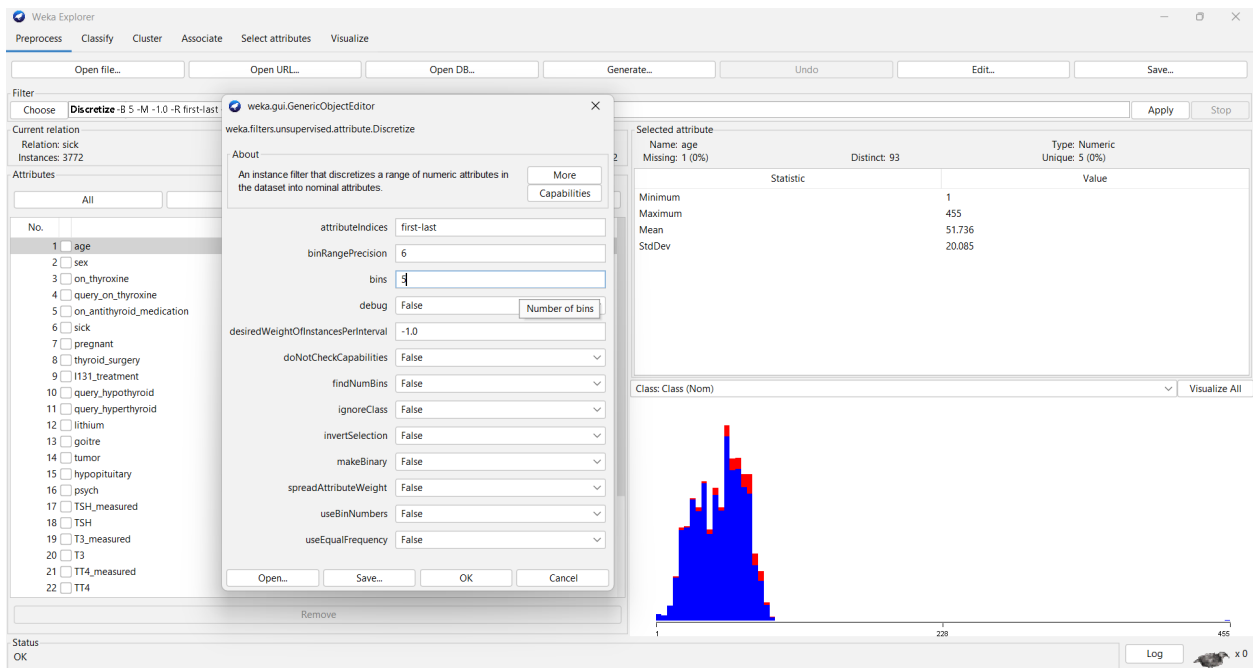 Weka Explorer
Preprocess Classify Cluster Associate Select attributes Visualize
Open file... Open URL... Open DB... Generate... Undo Edit... Save...
Filter
Choose Discretize -B 5 -M -1.0 -R first-last Apply Stop
Current relation
Relation: sick
Instances: 3772
2
Attributes
All
No.
1 age
2 sex
3 on_thyroxine
4 query_on_thyroxine
5 on_antithyroid_medication
6 sick
7 pregnant
8 thyroid_surgery
9 I131_treatment
10 query_hypothyroid
11 query_hyperthyroid
12 lithium
13 goitre
14 tumor
15 hypopituitary
16 psych
17 TSH_measured
18 TSH
19 T3_measured
20 T3
21 TT4_measured
22 TT4
Remove
weka.gui.GenericObjectEditor
weka.filters.unsupervised.attribute.Discretize
About
An instance filter that discretizes a range of numeric attributes in
the dataset into nominal attributes.
More
Capabilities
attributeIndices first-last
binRangePrecision 6
bins 5
debug False
Number of bins
desiredWeightOfInstancesPerInterval -1.0
doNotCheckCapabilities False
findNumBins False
ignoreClass False
invertSelection False
makeBinary False
spreadAttributeWeight False
useBinNumbers False
useEqualFrequency False
Open... Save... OK Cancel
Selected attribute
Name: age Type: Numeric
Missing: 1 (0%) Distinct: 93 Unique: 5 (0%)
Statistic Value
Minimum 1
Maximum 455
Mean 51.736
StdDev 20.085
Class: Class (Nom) Visualize All
1 228 455
Status
OK
Log x 0